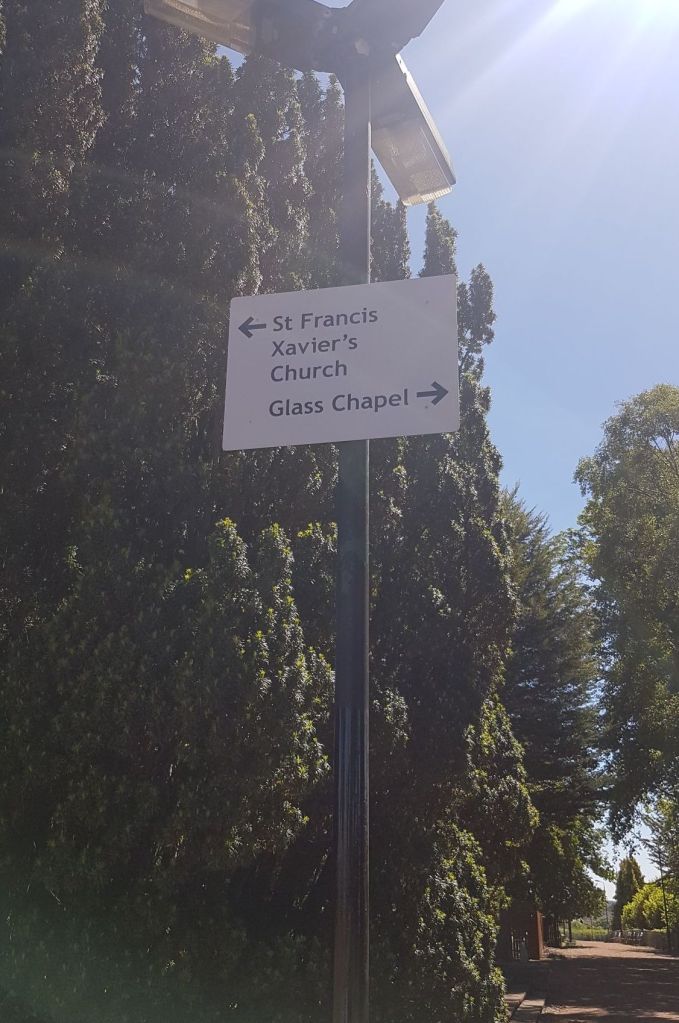 ← St Francis
Xavier's
Church
Glass Chapel →